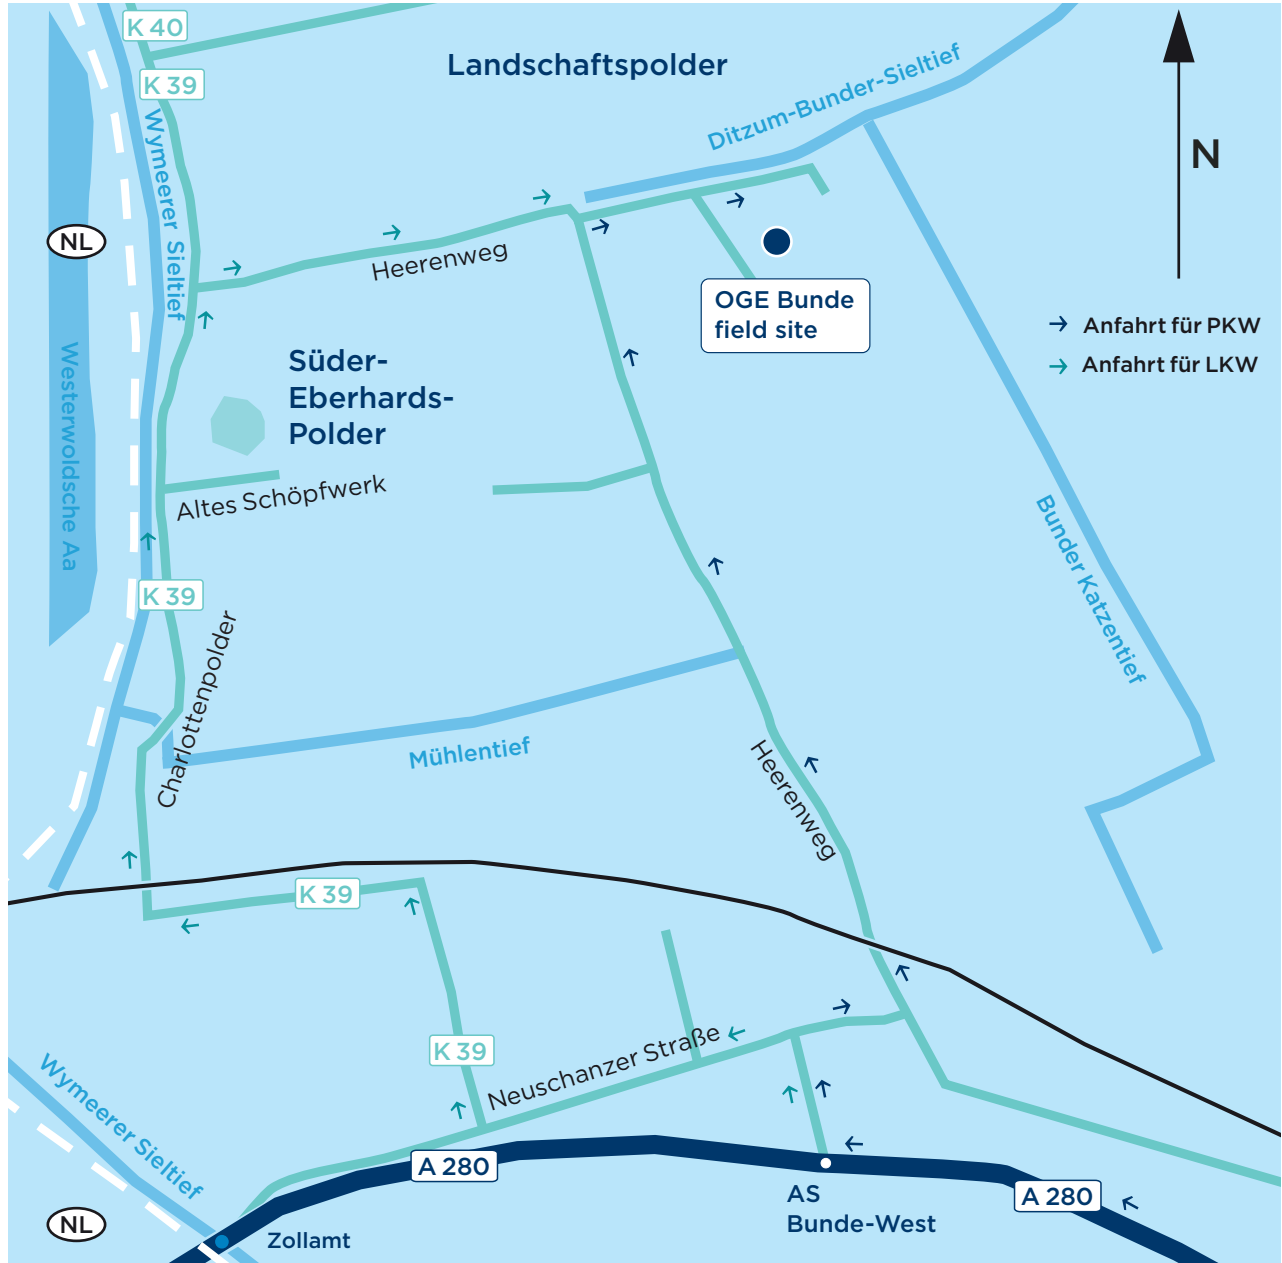 K 40
Landschaftspolder
K 39
Ditzum-Bunder-Sieltief
Wymeerer Sieltief
N
NL
Heerenweg
OGE Bunde
field site
Anfahrt für PKW
Anfahrt für LKW
Westerwoldsche Aa
Süder-
Eberhards-
Polder
Altes Schöpfwerk
Bunder Katzentief
K 39
Charlottenpolder
Mühlentief
Heerenweg
K 39
K 39
Neuschanzer Straße
Wymeerer Sieltief
A 280
A 280
AS
Bunde-West
NL
Zollamt